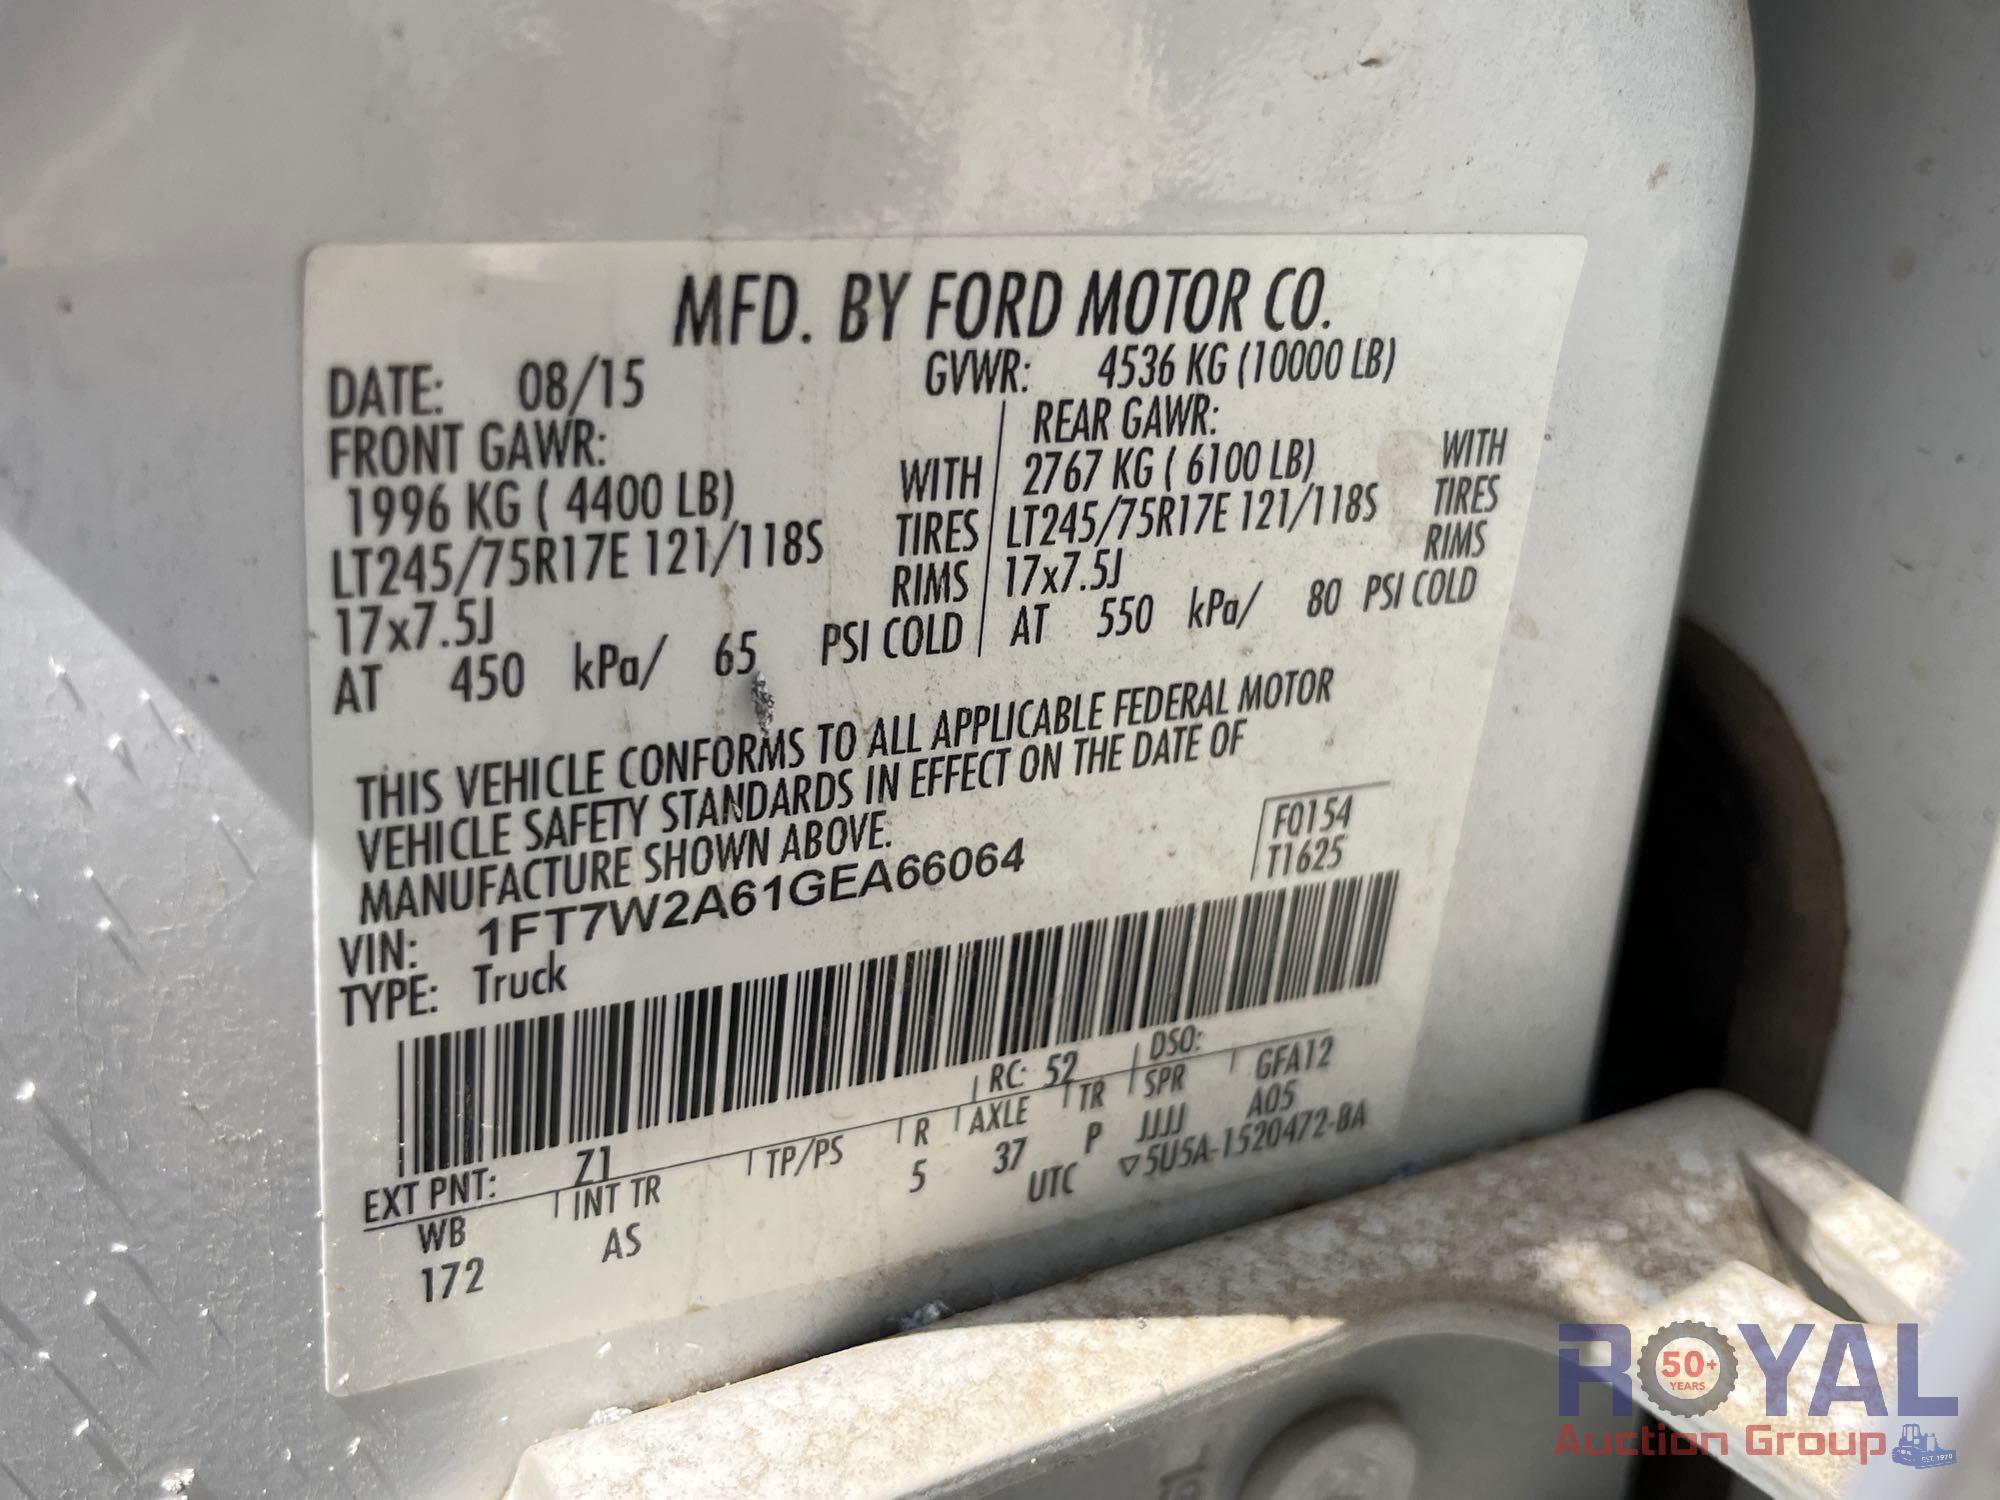 MFD. BY FORD MOTOR CO.
DATE: 08/15 GVWR: 4536 KG (10000 LB)
FRONT GAWR: REAR GAWR:
1996 KG ( 4400 LB) WITH 2767 KG ( 6100 LB) WITH
LT245/75R17E 121/118S TIRES LT245/75R17E 121/118S TIRES
17x7.5J RIMS 17x7.5J RIMS
AT 450 kPa/ 65 PSI COLD AT 550 kPa/ 80 PSI COLD
THIS VEHICLE CONFORMS TO ALL APPLICABLE FEDERAL MOTOR
VEHICLE SAFETY STANDARDS IN EFFECT ON THE DATE OF
MANUFACTURE SHOWN ABOVE.
F0154
T1625
VIN: 1FT7W2A61GEA66064
TYPE: Truck
EXT PNT: Z1 RC: 52 DSO:
WB INT TR TP/PS R AXLE TR SPR GFA12
172 AS 5 37 P JJJJ A05
UTC ▽5U5A-1520472-BA
ROYAL
50+
YEARS
Auction Group
EST. 1970